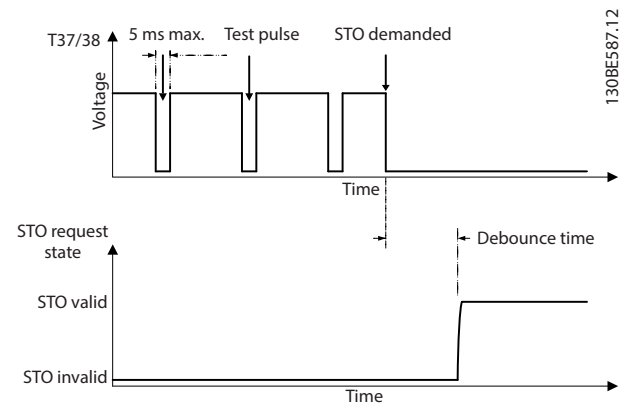 T37/38
5 ms max.
Test pulse
STO demanded
130BE587.12
Voltage
Time
STO request
state
Debounce time
STO valid
STO invalid
Time